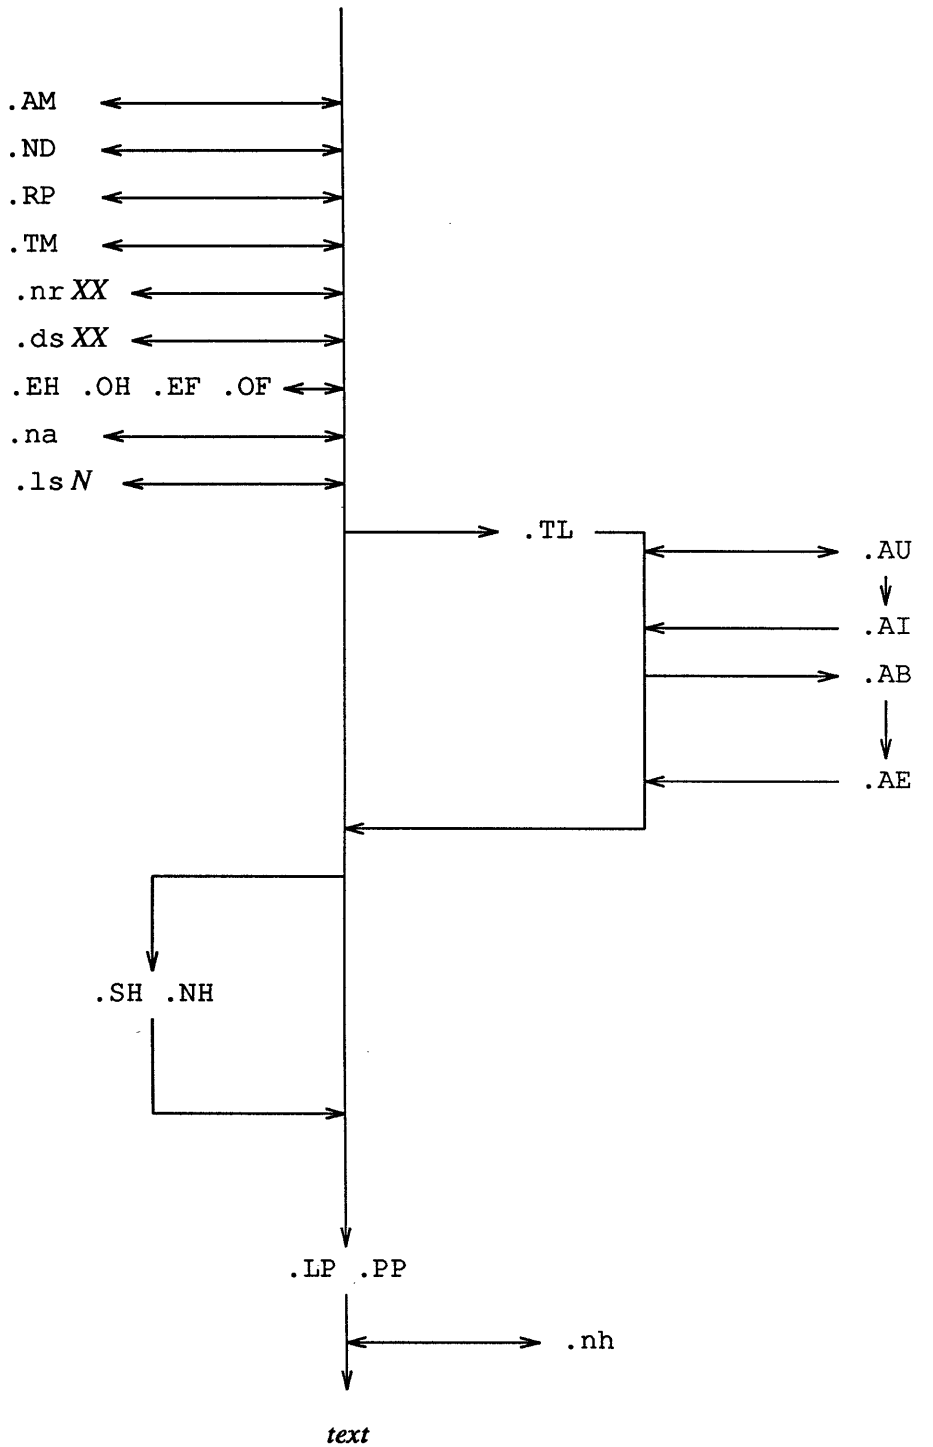 .AM
.ND
.RP
.TM
.nr XX
.ds XX
.EH .OH .EF .OF
.na
.ls N
.TL
.AU
.AI
.AB
.AE
.SH .NH
.LP .PP
.nh
text